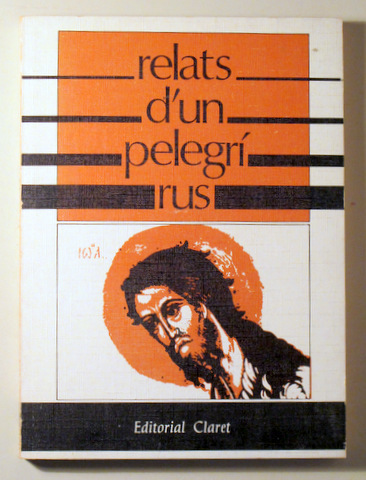 relats
d'un
pelegrí
rus
Editorial Claret